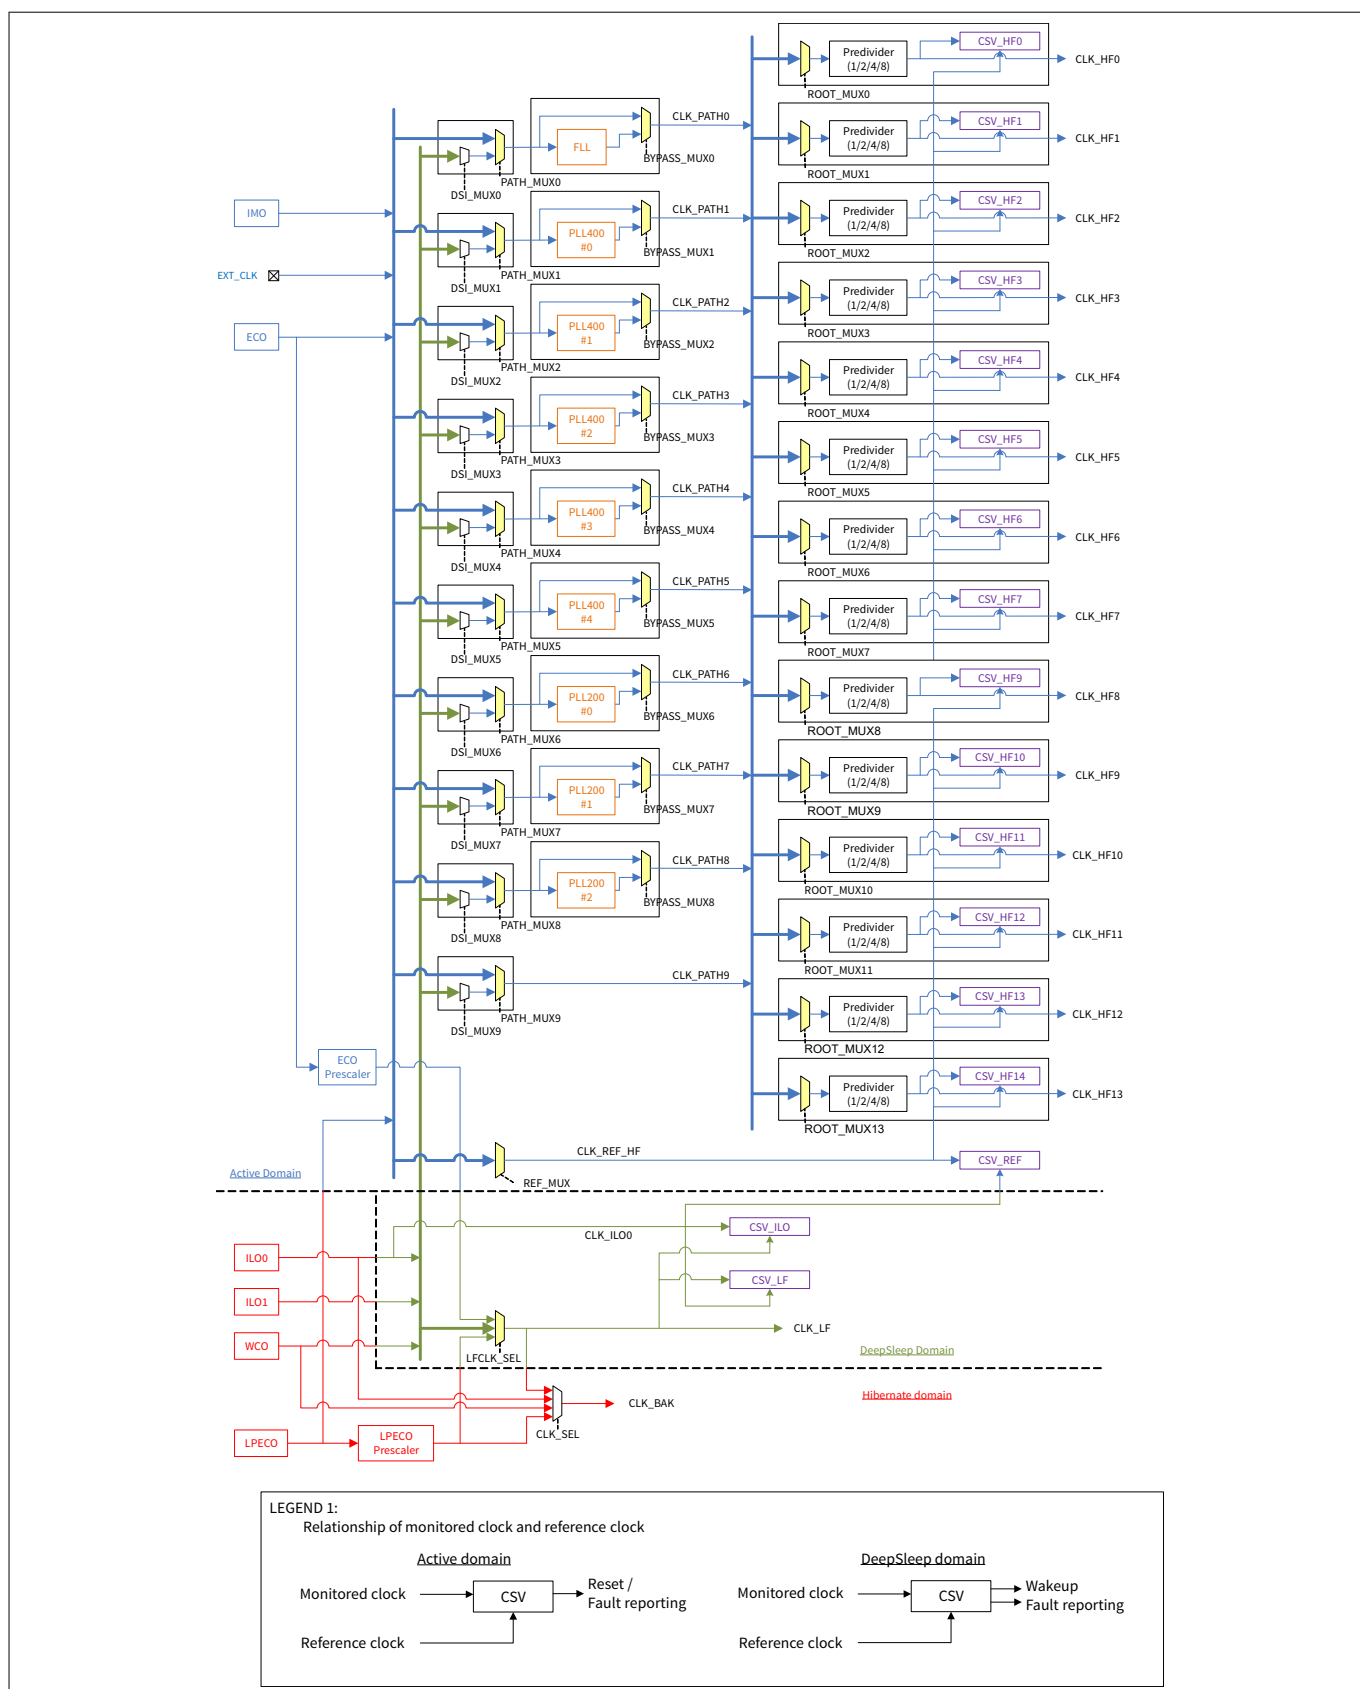 CSV_HF0
Predivider
(1/2/4/8)
CLK_HF0
ROOT_MUX0
CLK_PATH0
FLL
BYPASS_MUX0
PATH_MUX0
DSI_MUX0
CSV_HF1
Predivider
(1/2/4/8)
CLK_HF1
ROOT_MUX1
IMO
CLK_PATH1
PLL400
#0
BYPASS_MUX1
PATH_MUX1
DSI_MUX1
CSV_HF2
Predivider
(1/2/4/8)
CLK_HF2
ROOT_MUX2
EXT_CLK
ECO
CLK_PATH2
PLL400
#1
BYPASS_MUX2
PATH_MUX2
DSI_MUX2
CSV_HF3
Predivider
(1/2/4/8)
CLK_HF3
ROOT_MUX3
CLK_PATH3
PLL400
#2
BYPASS_MUX3
PATH_MUX3
DSI_MUX3
CSV_HF4
Predivider
(1/2/4/8)
CLK_HF4
ROOT_MUX4
CLK_PATH4
PLL400
#3
BYPASS_MUX4
PATH_MUX4
DSI_MUX4
CSV_HF5
Predivider
(1/2/4/8)
CLK_HF5
ROOT_MUX5
CLK_PATH5
PLL400
#4
BYPASS_MUX5
PATH_MUX5
DSI_MUX5
CSV_HF6
Predivider
(1/2/4/8)
CLK_HF6
ROOT_MUX6
CLK_PATH6
PLL200
#0
BYPASS_MUX6
PATH_MUX6
DSI_MUX6
CSV_HF7
Predivider
(1/2/4/8)
CLK_HF7
ROOT_MUX7
CLK_PATH7
PLL200
#1
BYPASS_MUX7
PATH_MUX7
DSI_MUX7
CSV_HF9
Predivider
(1/2/4/8)
CLK_HF8
ROOT_MUX8
CLK_PATH8
PLL200
#2
BYPASS_MUX8
PATH_MUX8
DSI_MUX8
CSV_HF10
Predivider
(1/2/4/8)
CLK_HF9
ROOT_MUX9
CLK_PATH9
PATH_MUX9
DSI_MUX9
CSV_HF11
Predivider
(1/2/4/8)
CLK_HF10
ROOT_MUX10
CSV_HF12
Predivider
(1/2/4/8)
CLK_HF11
ROOT_MUX11
CSV_HF13
Predivider
(1/2/4/8)
CLK_HF12
ROOT_MUX12
ECO
Prescaler
CSV_HF14
Predivider
(1/2/4/8)
CLK_HF13
ROOT_MUX13
CLK_REF_HF
CSV_REF
REF_MUX
Active Domain
CSV_ILO
CLK_ILO0
ILO0
CSV_LF
ILO1
CLK_LF
WCO
LFCLK_SEL
DeepSleep Domain
Hibernate domain
CLK_BAK
CLK_SEL
LPECO
LPECO
Prescaler
LEGEND 1:
Relationship of monitored clock and reference clock
Active domain
Monitored clock
CSV
Reset /
Fault reporting
Reference clock
DeepSleep domain
Monitored clock
CSV
Wakeup
Fault reporting
Reference clock